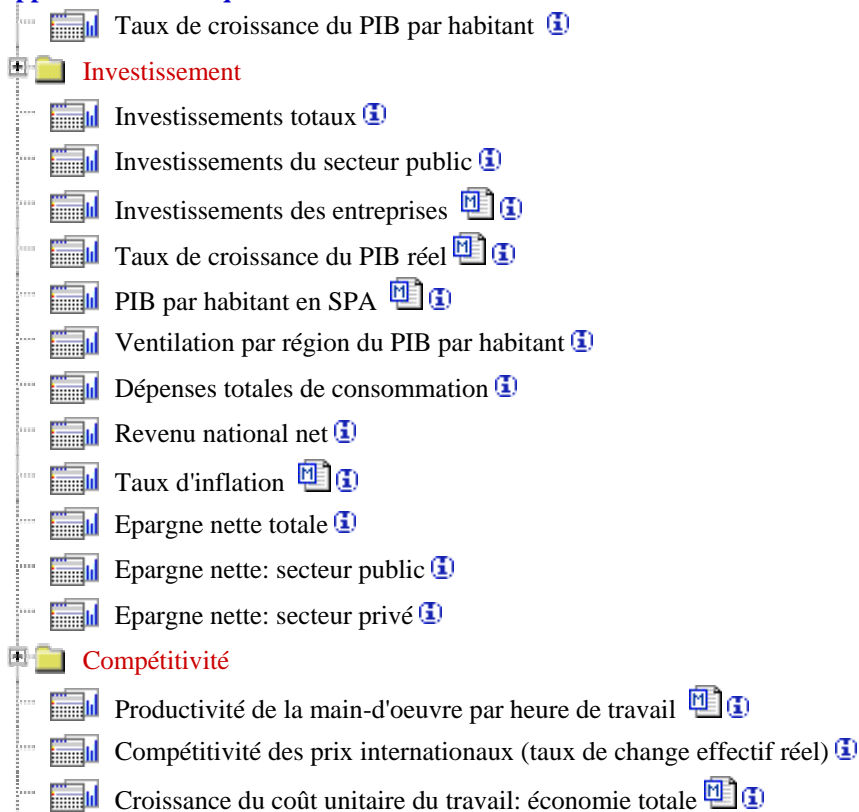 Taux de croissance du PIB par habitant
Investissement
Investissements totaux
Investissements du secteur public
Investissements des entreprises
Taux de croissance du PIB réel
PIB par habitant en SPA
Ventilation par région du PIB par habitant
Dépenses totales de consommation
Revenu national net
Taux d'inflation
Epargne nette totale
Epargne nette: secteur public
Epargne nette: secteur privé
Compétitivité
Productivité de la main-d'oeuvre par heure de travail
Compétitivité des prix internationaux (taux de change effectif réel)
Croissance du coût unitaire du travail: économie totale